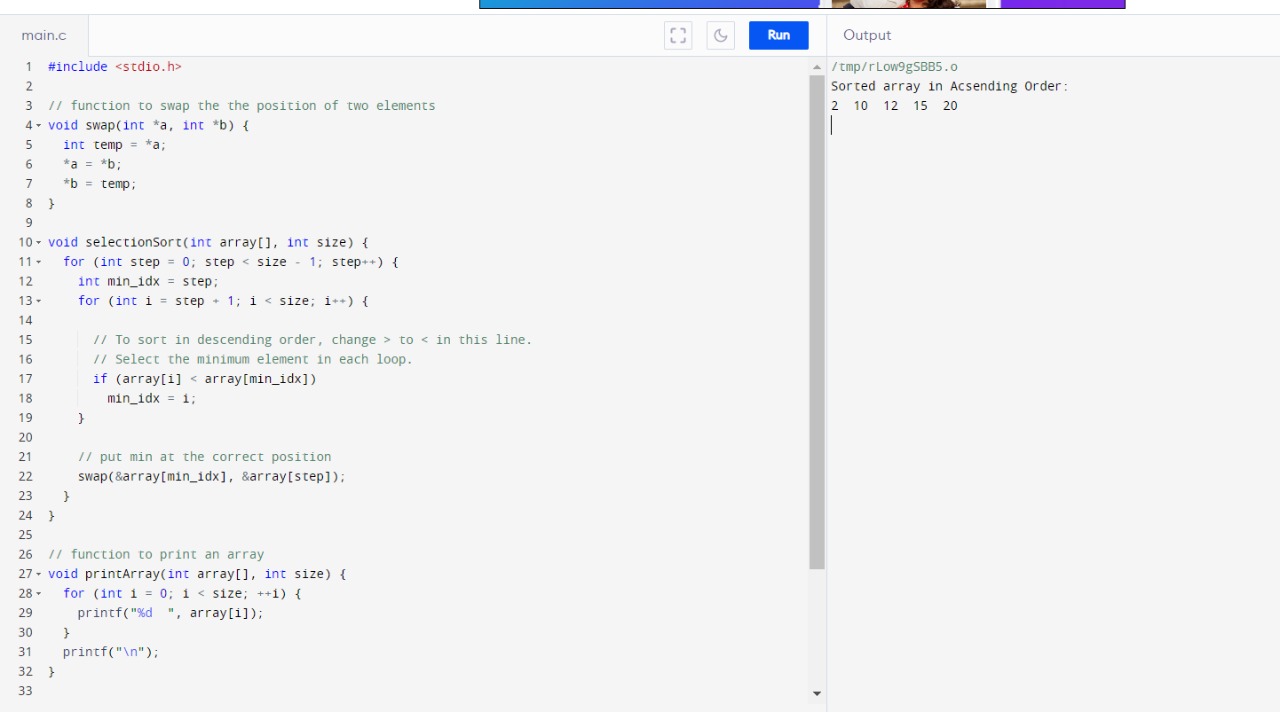 main.c
Run
Output
1 #include <stdio.h>
2
3 // function to swap the the position of two elements
4 void swap(int *a, int *b) {
5   int temp = *a;
6   *a = *b;
7   *b = temp;
8 }
9
10 void selectionSort(int array[], int size) {
11   for (int step = 0; step < size - 1; step++) {
12     int min_idx = step;
13     for (int i = step + 1; i < size; i++) {
14
15       // To sort in descending order, change > to < in this line.
16       // Select the minimum element in each loop.
17       if (array[i] < array[min_idx])
18         min_idx = i;
19     }
20
21     // put min at the correct position
22     swap(&array[min_idx], &array[step]);
23   }
24 }
25
26 // function to print an array
27 void printArray(int array[], int size) {
28   for (int i = 0; i < size; ++i) {
29     printf("%d  ", array[i]);
30   }
31   printf("\n");
32 }
33
/tmp/rLow9gSBB5.o
Sorted array in Acsending Order:
2  10  12  15  20